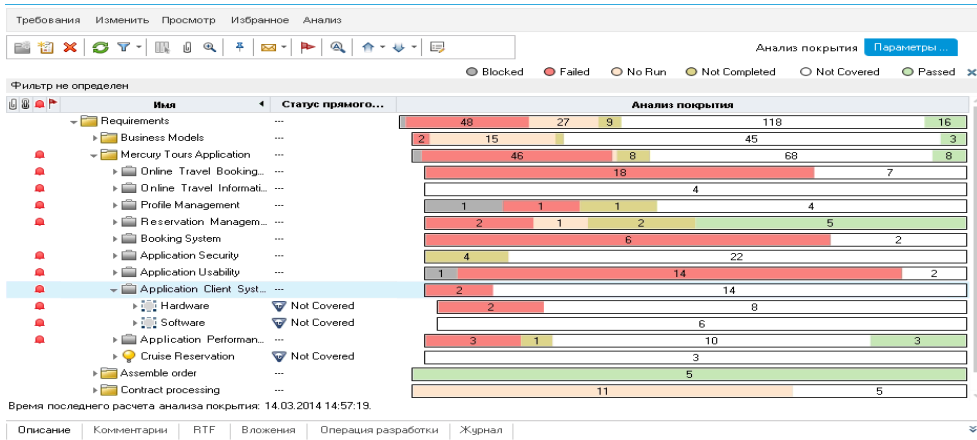 Требования Изменить Просмотр Избранное Анализ
Анализ покрытия Параметры ...
Blocked Failed No Run Not Completed Not Covered Passed
Фильтр не определен
Имя Статус прямого... Анализ покрытия
Requirements --- 48 27 9 118 16
Business Models --- 2 15 45 3
Mercury Tours Application --- 46 8 68 8
Online Travel Booking... --- 18 7
Online Travel Informati... --- 4
Profile Management --- 1 1 1 4
Reservation Managem... --- 2 1 2 5
Booking System --- 6 2
Application Security --- 4 22
Application Usability --- 1 14 2
Application Client Syst... --- 2 14
Hardware Not Covered 2 8
Software Not Covered 6
Application Performan... --- 3 1 10 3
Cruise Reservation Not Covered 3
Assemble order --- 5
Contract processing --- 11 5
Время последнего расчета анализа покрытия: 14.03.2014 14:57:19.
Описание Комментарии RTF Вложения Операция разработки Журнал